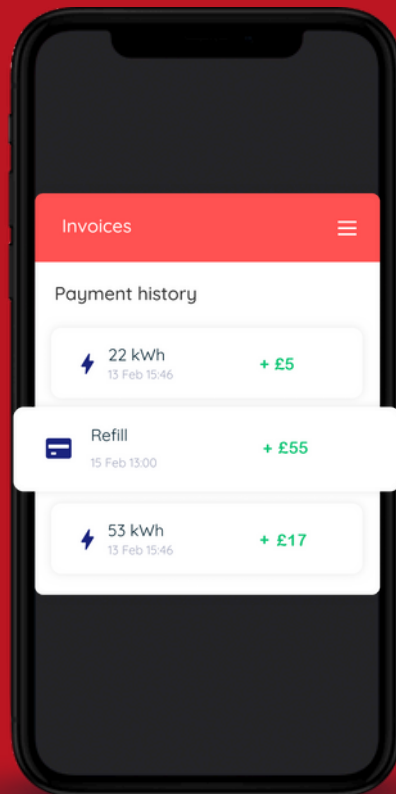 Invoices
Payment history
22 kWh
+ £5
13 Feb 15:46
Refill
+ £55
15 Feb 13:00
53 kWh
+ £17
13 Feb 15:46